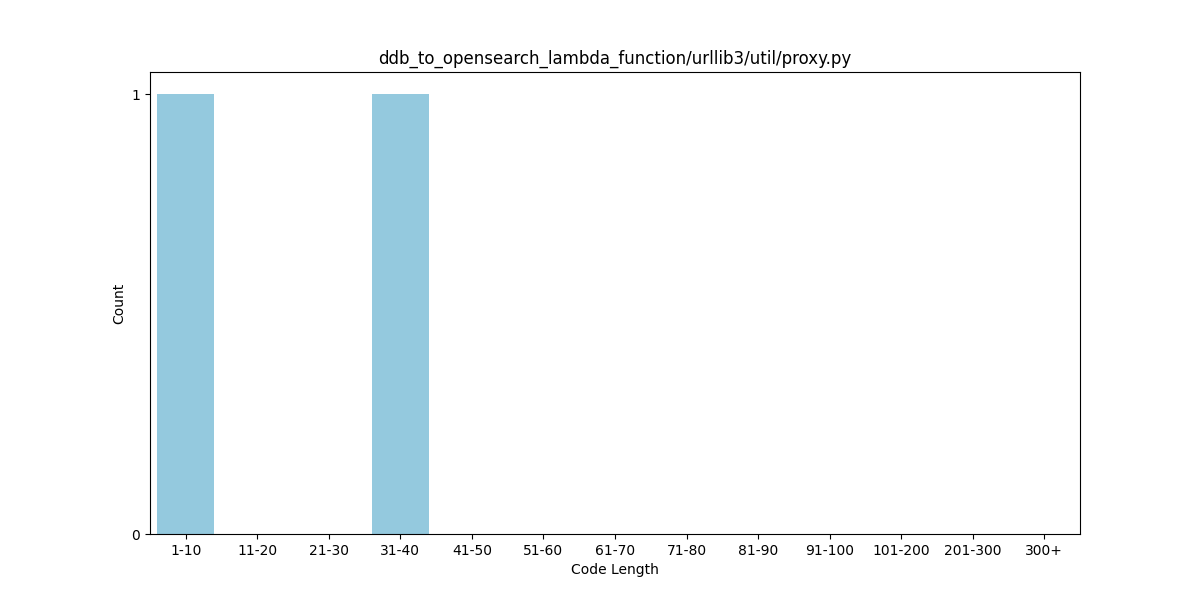 ddb_to_opensearch_lambda_function/urllib3/util/proxy.py
1
Count
0
1-10 11-20 21-30 31-40 41-50 51-60 61-70 71-80 81-90 91-100 101-200 201-300 300+
Code Length